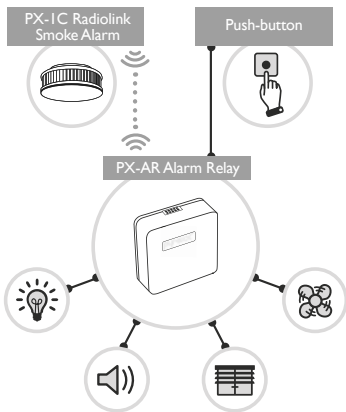 PX-1C Radiolink
Smoke Alarm
Push-button
PX-AR Alarm Relay